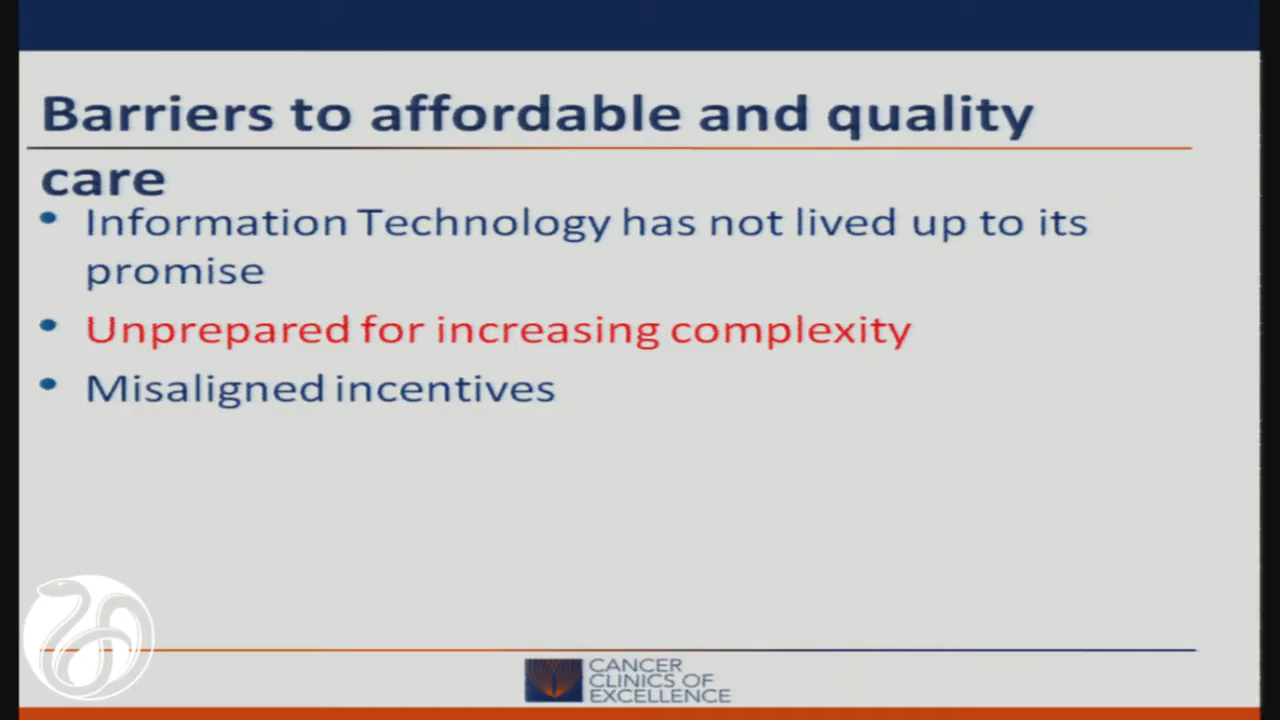 Barriers to affordable and quality
care
• Information Technology has not lived up to its
promise
• Unprepared for increasing complexity
• Misaligned incentives
CANCER
CLINICS OF
EXCELLENCE